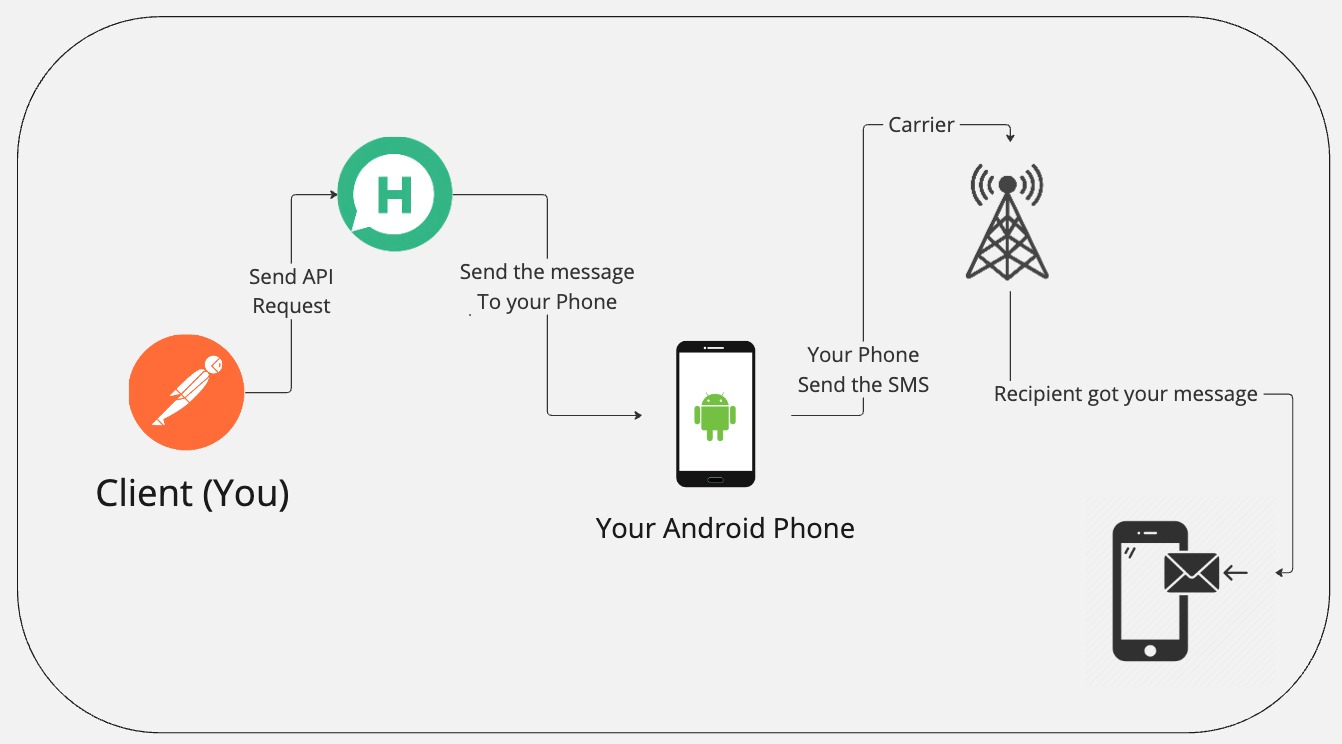 Carrier
H
Send API
Request
Send the message
To your Phone
Your Phone
Send the SMS
Recipient got your message
Client (You)
Your Android Phone